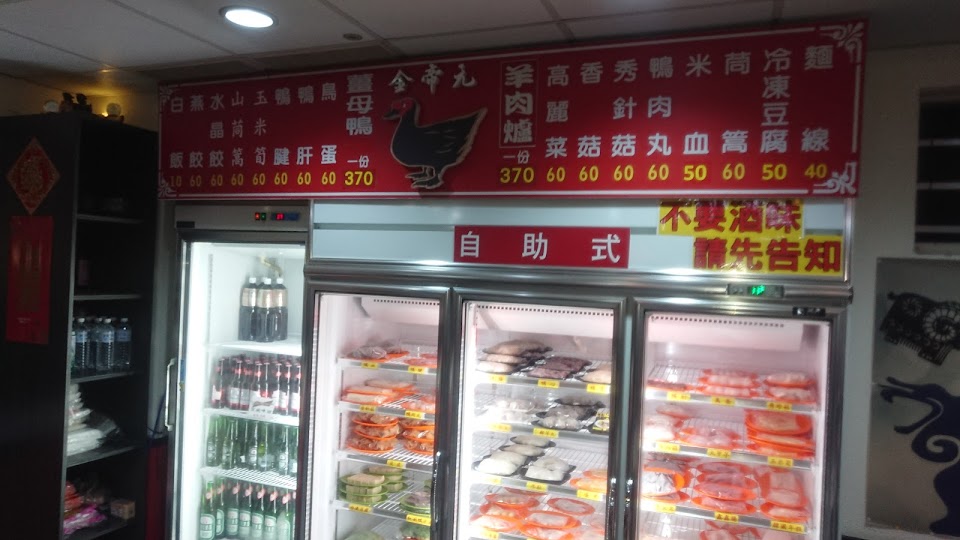 金帝元
麵線 40
冷凍豆腐 50
茼蒿 60
米血 50
鴨肉丸 60
秀針菇 60
香菇 60
高麗菜 60
羊肉爐 一份 370
薑母鴨 一份 370
鳥蛋 60
鴨肝 60
鴨腱 60
玉米筍 60
山茼蒿 60
水晶餃 60
燕餃 60
白飯 10
自助式
不要酒味
請先告知